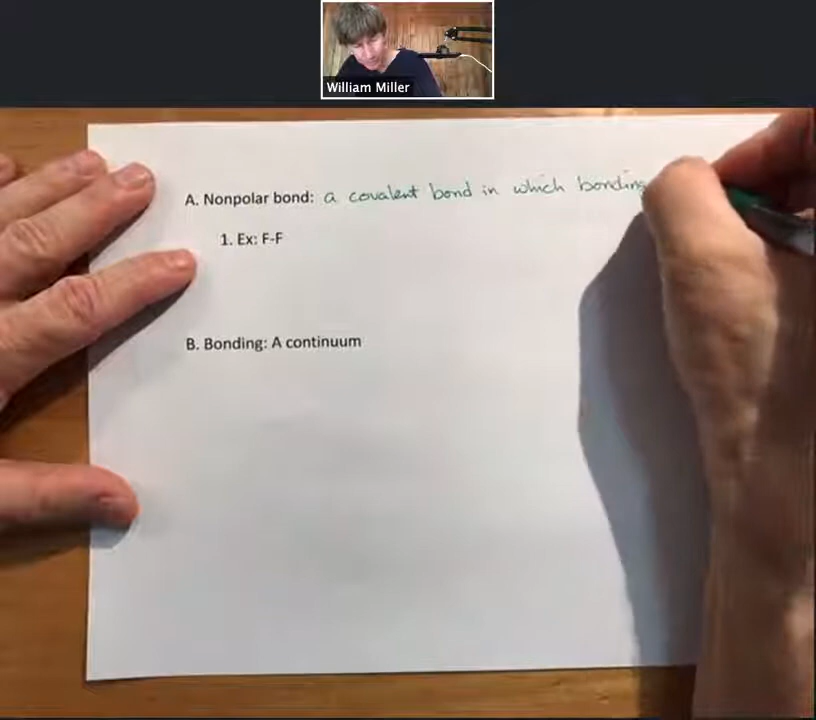 William Miller
A. Nonpolar bond: a covalent bond in which bonding
1. Ex: F-F
B. Bonding: A continuum